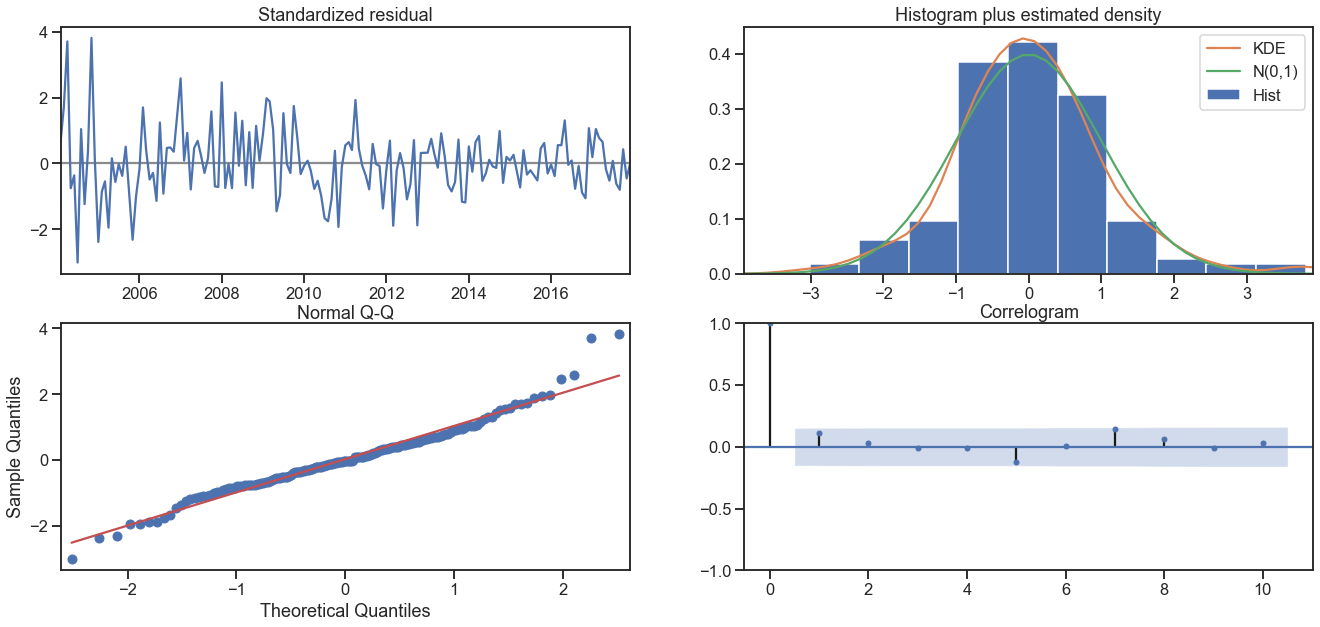 Standardized residual
4
2
0
−2
2006 2008 2010 2012 2014 2016
Histogram plus estimated density
0.4
0.3
0.2
0.1
0.0
KDE
N(0,1)
Hist
−3 −2 −1 0 1 2 3
Normal Q-Q
Sample Quantiles
4
2
0
−2
−2 −1 0 1 2
Theoretical Quantiles
Correlogram
1.0
0.5
0.0
−0.5
−1.0
0 2 4 6 8 10